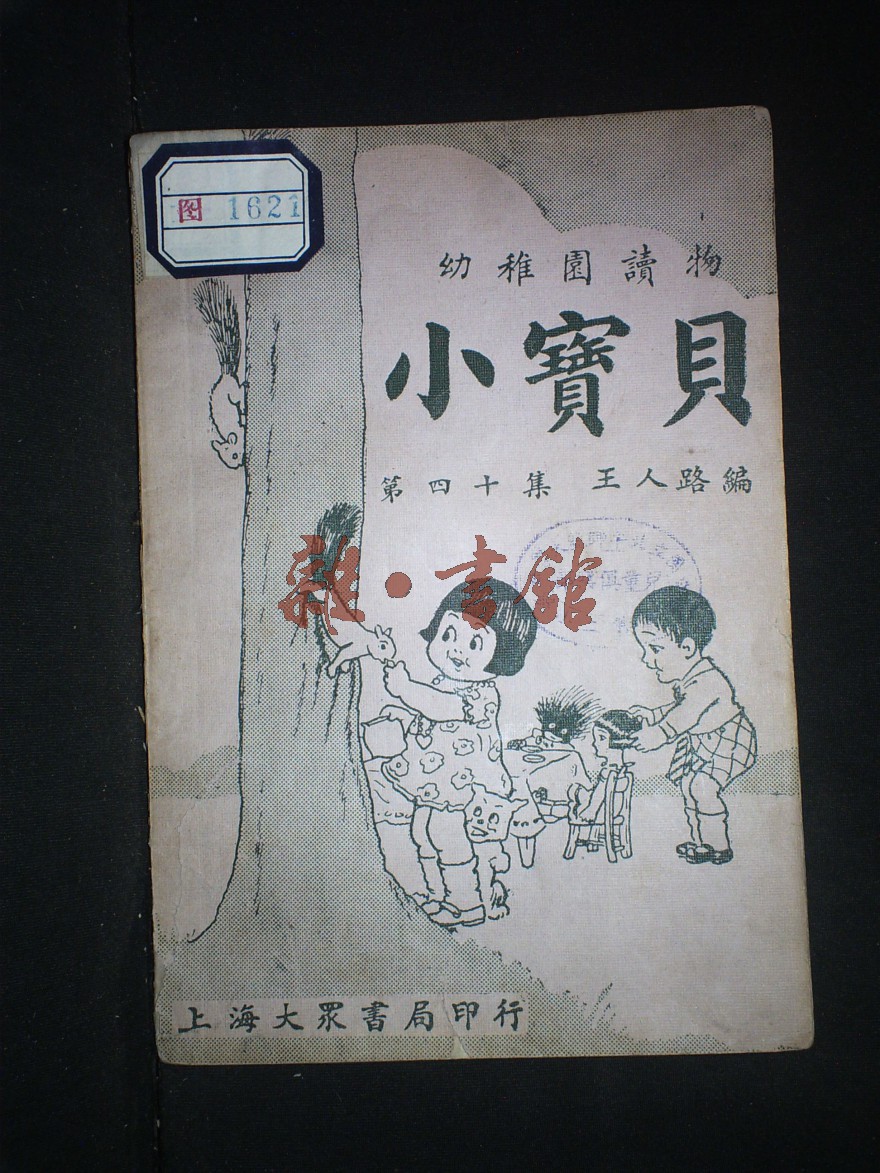 图 1621
幼稚園讀物
小寶貝
第四十集 王人路編
雜·書館
上海大眾書局印行